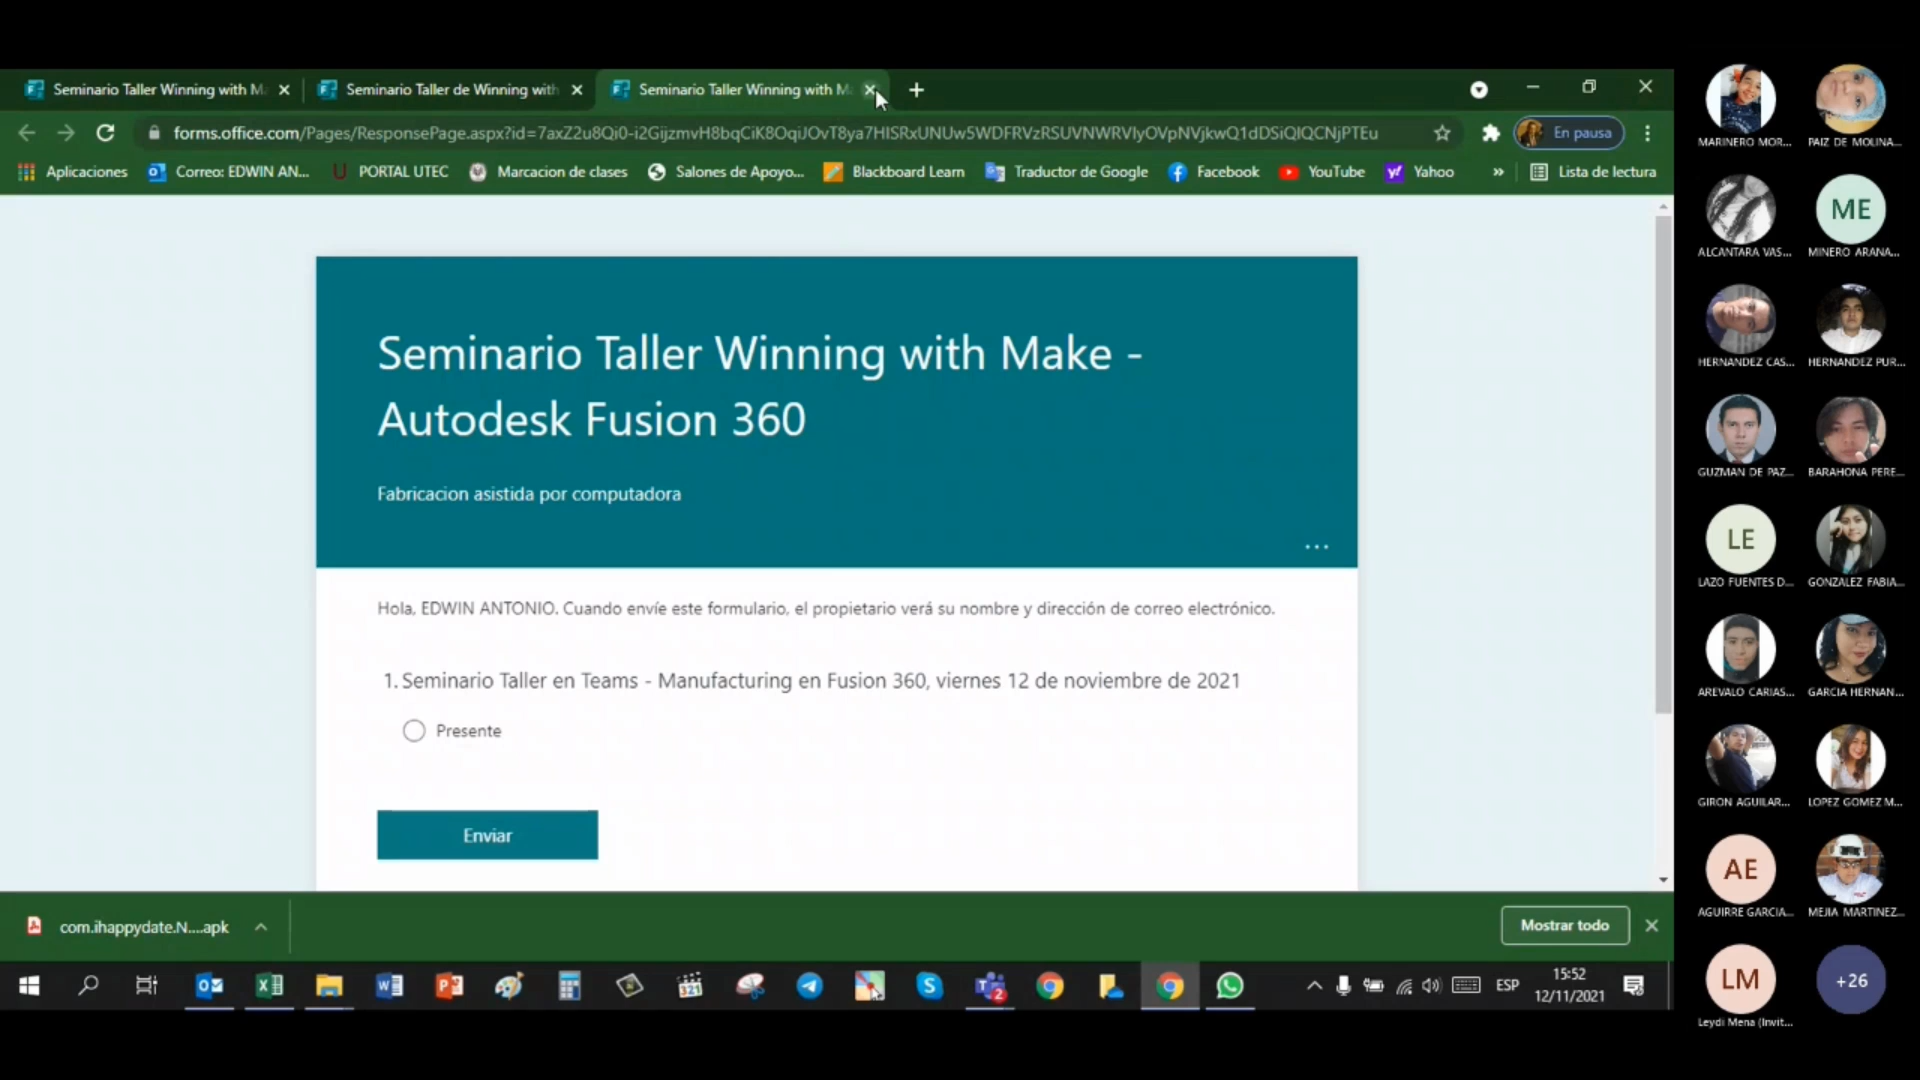 Seminario Taller Winning with M
Seminario Taller de Winning with
Seminario Taller Winning with M
forms.office.com/Pages/ResponsePage.aspx?id=7axZ2u8Qi0-i2GijzmvH8bqCiK8OqiJOvT8ya7HISRxUNUw5WDFRVzRSUVNWRVIyOVpNVjkwQ1dDSiQlQCNjPTEu
En pausa
Aplicaciones
Correo: EDWIN AN...
PORTAL UTEC
Marcacion de clases
Salones de Apoyo...
Blackboard Learn
Traductor de Google
Facebook
YouTube
Yahoo
»
Lista de lectura
Seminario Taller Winning with Make -
Autodesk Fusion 360
Fabricacion asistida por computadora
...
Hola, EDWIN ANTONIO. Cuando envíe este formulario, el propietario verá su nombre y dirección de correo electrónico.
1. Seminario Taller en Teams - Manufacturing en Fusion 360, viernes 12 de noviembre de 2021
Presente
Enviar
com.ihappydate.N....apk
Mostrar todo
ESP
15:52
12/11/2021
MARINERO MOR...
PAIZ DE MOLINA...
ALCANTARA VAS...
ME
MINERO ARANA...
HERNANDEZ CAS...
HERNANDEZ PUR...
GUZMAN DE PAZ...
BARAHONA PERE...
LE
LAZO FUENTES D...
GONZALEZ FABIA...
AREVALO CARIAS...
GARCIA HERNAN...
GIRON AGUILAR...
LOPEZ GOMEZ M...
AE
AGUIRRE GARCIA...
MEJIA MARTINEZ...
LM
Leydi Mena (Invit...
+26